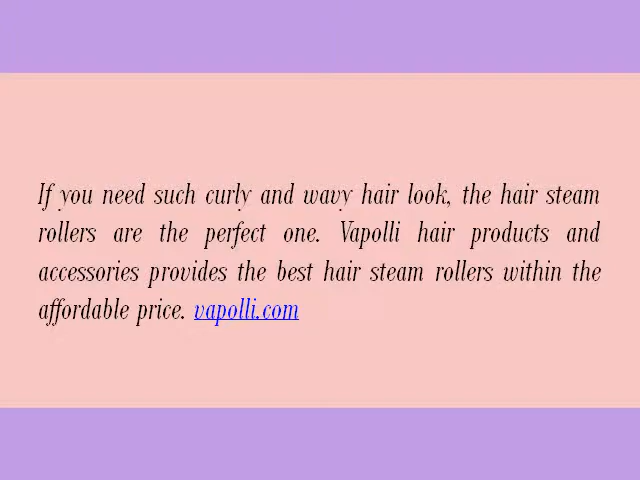 If you need such curly and wavy hair look, the hair steam
rollers are the perfect one. Vapolli hair products and
accessories provides the best hair steam rollers within the
affordable price. vapolli.com